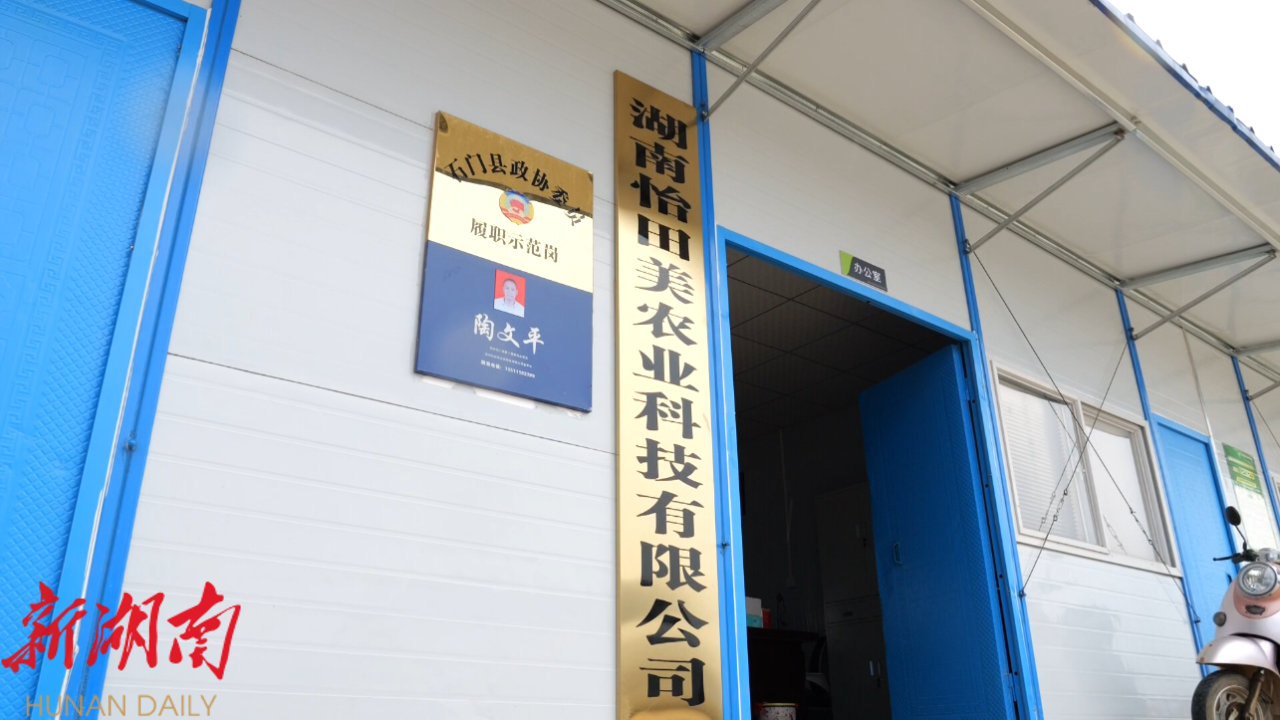 石门县政协委员
履职示范岗
陶文平
湖南怡田美农业科技有限公司
办公室
新湖南
HUNAN DAILY